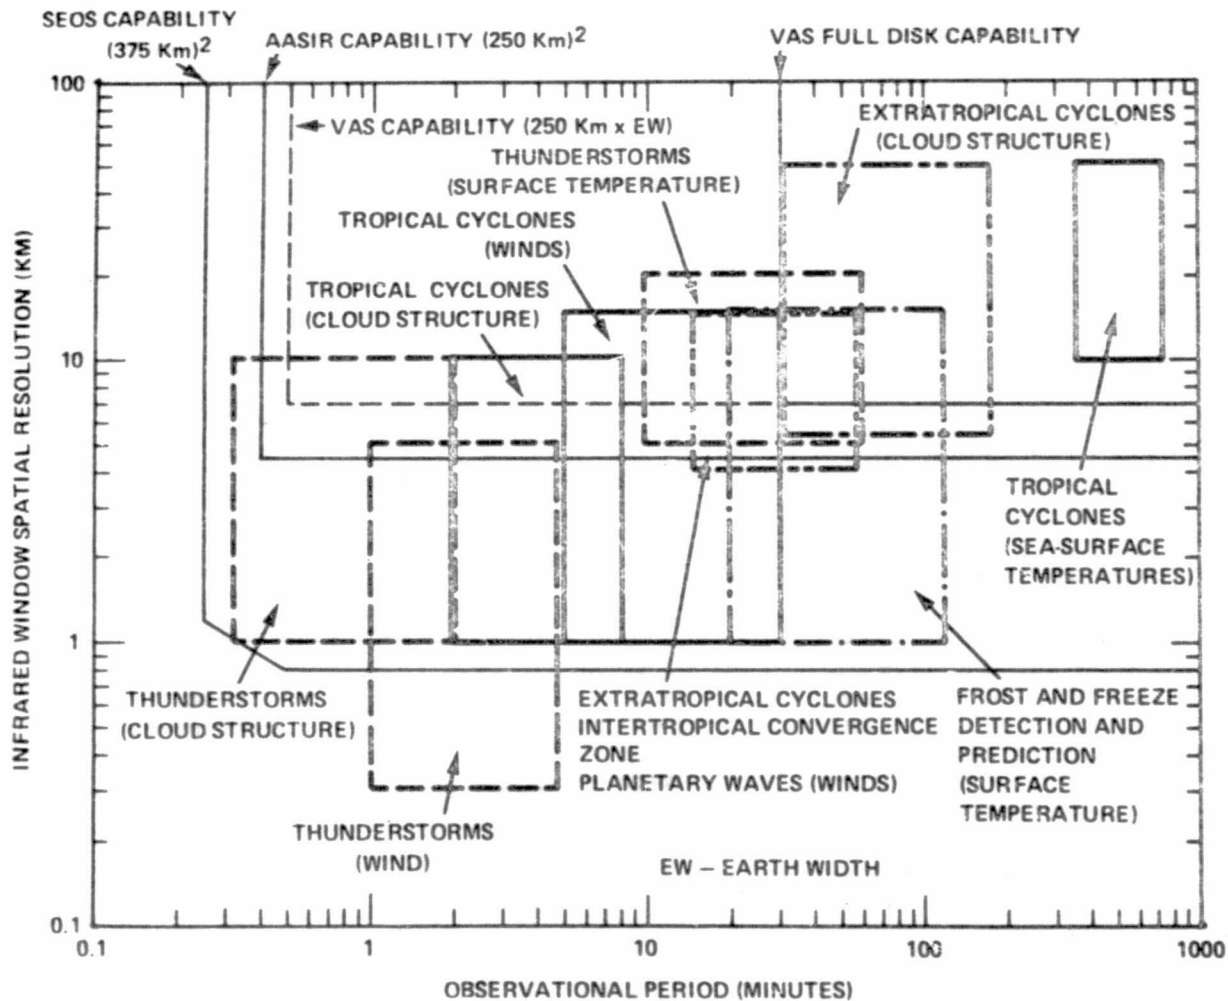 SEOS CAPABILITY
(375 Km)2
AASIR CAPABILITY (250 Km)2
VAS FULL DISK CAPABILITY
VAS CAPABILITY (250 Km x EW)
EXTRATROPICAL CYCLONES
(CLOUD STRUCTURE)
THUNDERSTORMS
(SURFACE TEMPERATURE)
TROPICAL CYCLONES
(WINDS)
TROPICAL CYCLONES
(CLOUD STRUCTURE)
100
10
1
0.1
INFRARED WINDOW SPATIAL RESOLUTION (KM)
TROPICAL
CYCLONES
(SEA-SURFACE
TEMPERATURES)
THUNDERSTORMS
(CLOUD STRUCTURE)
EXTRATROPICAL CYCLONES
INTERTROPICAL CONVERGENCE
ZONE
PLANETARY WAVES (WINDS)
FROST AND FREEZE
DETECTION AND
PREDICTION
(SURFACE
TEMPERATURE)
THUNDERSTORMS
(WIND)
EW – EARTH WIDTH
0.1 1 10 100 1000
OBSERVATIONAL PERIOD (MINUTES)